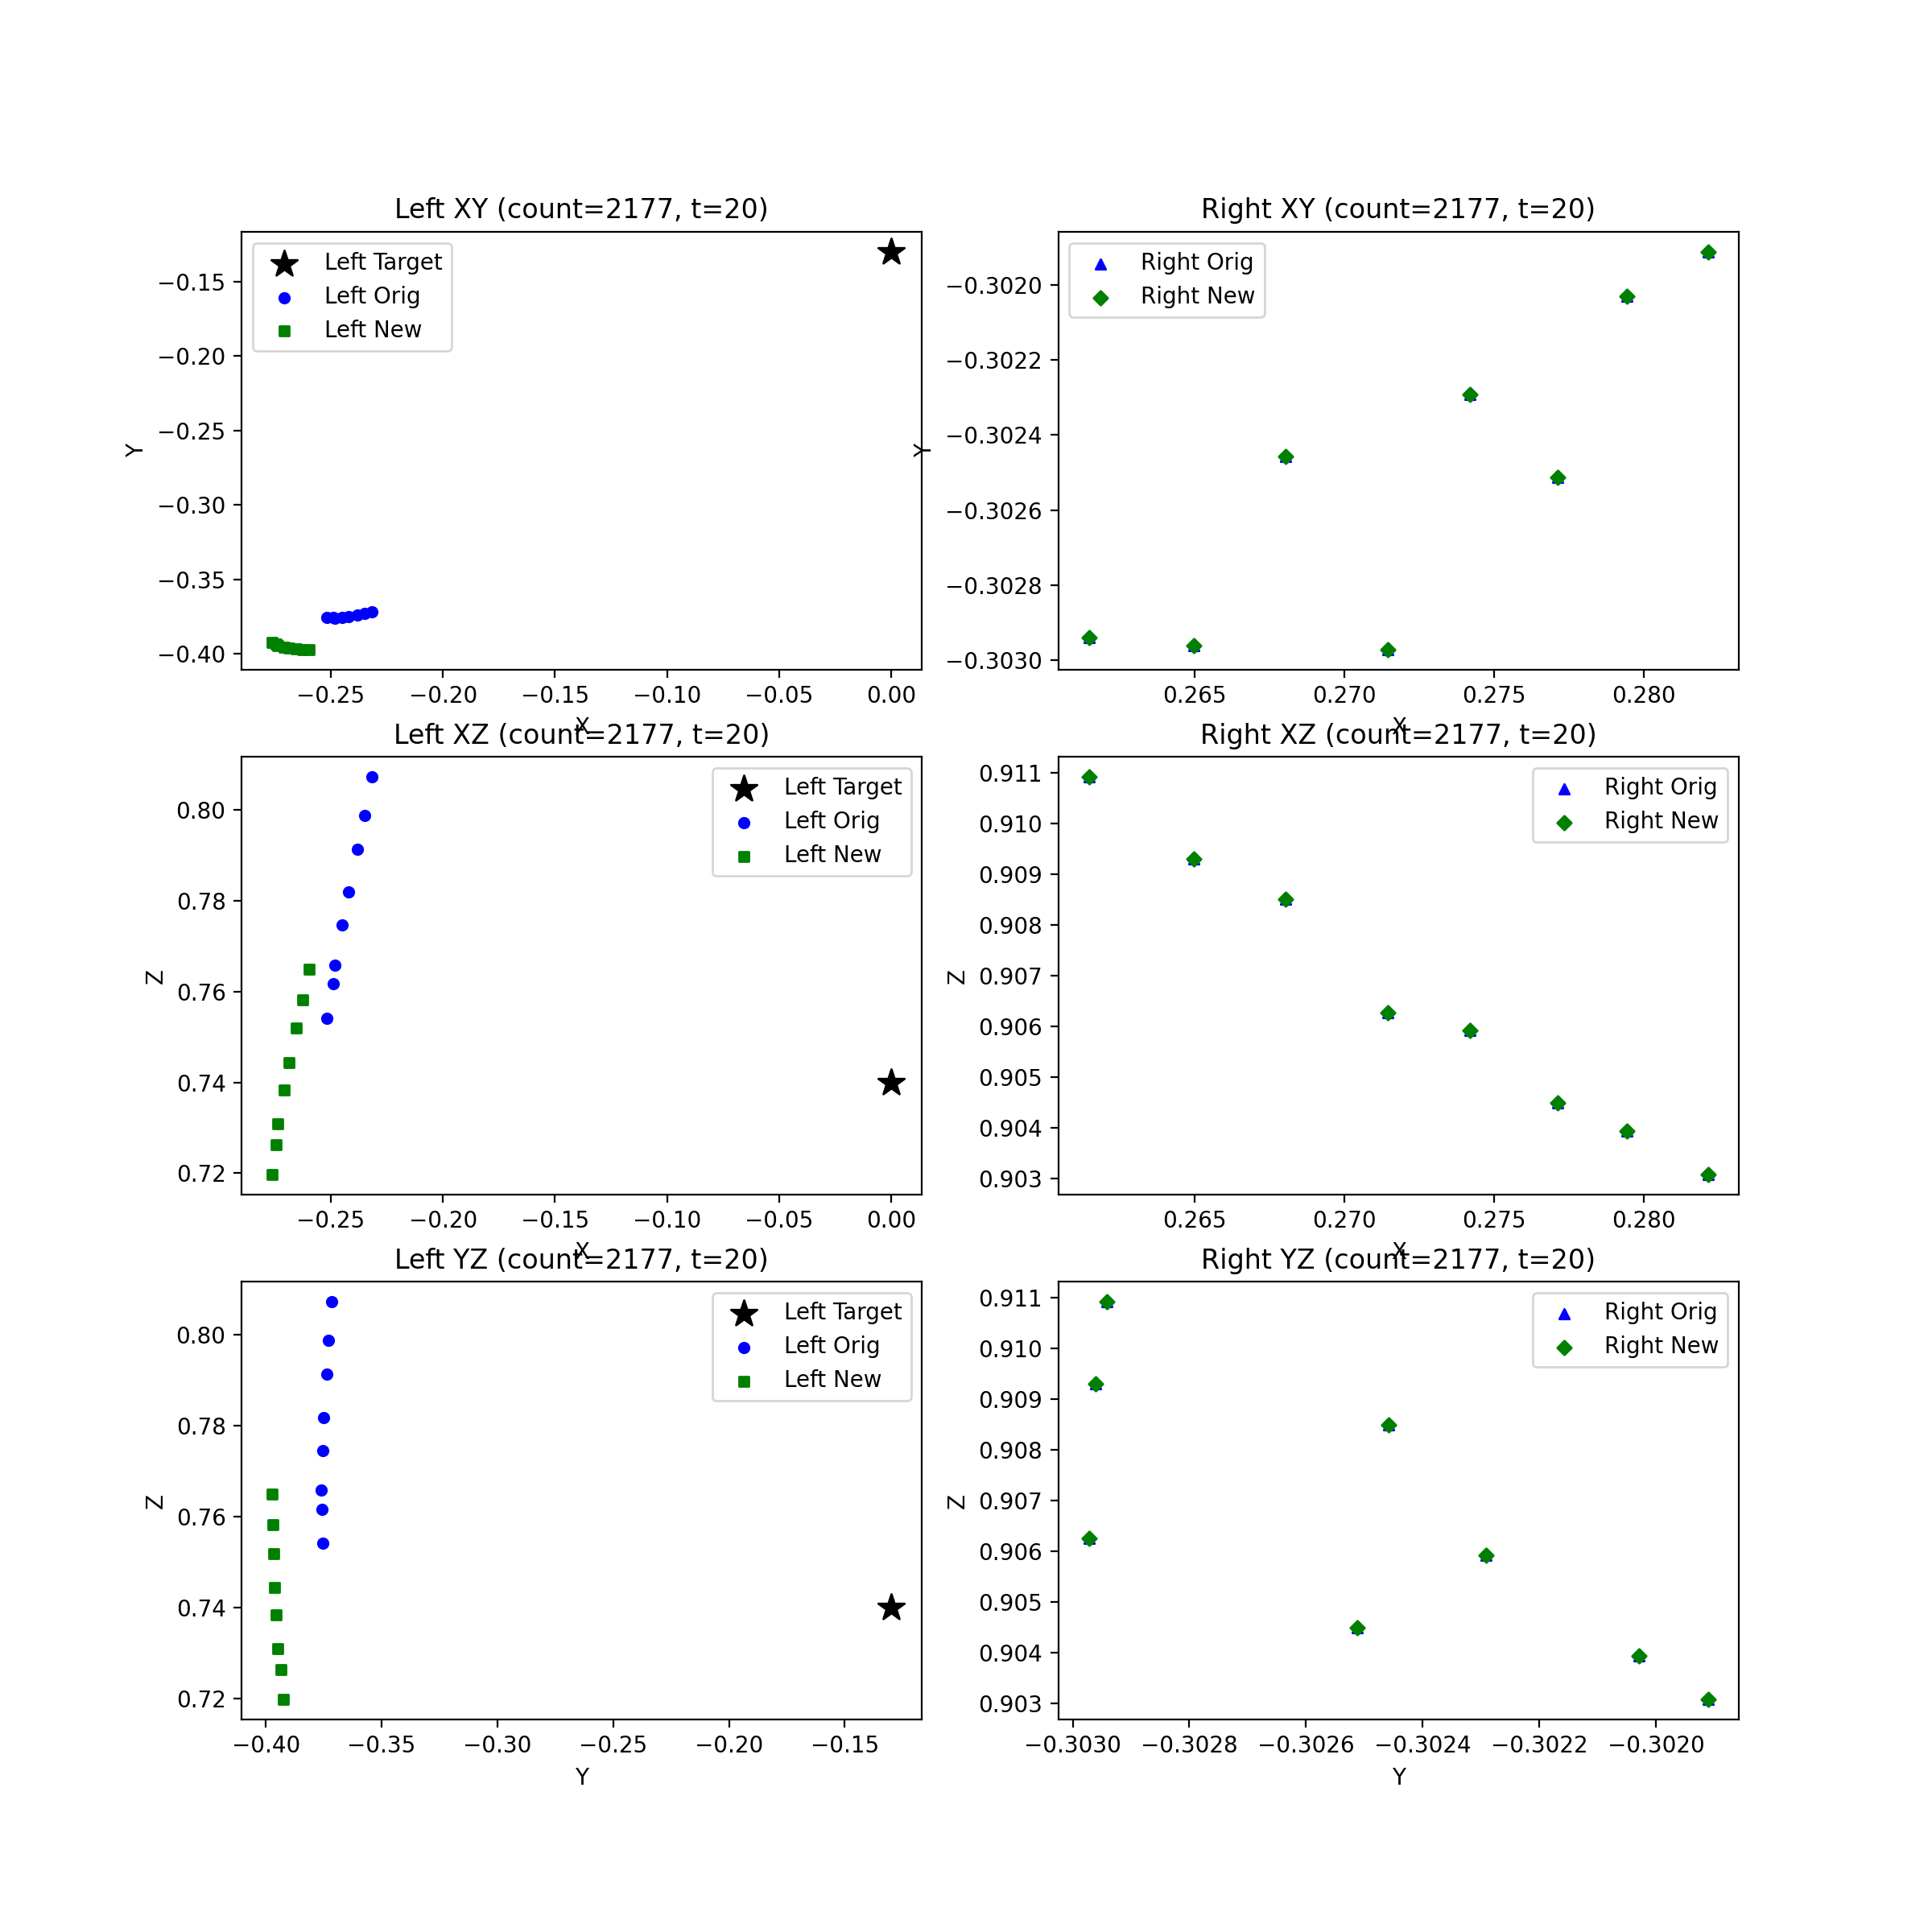 Left XY (count=2177, t=20)
Left Target
Left Orig
Left New
Y
−0.15
−0.20
−0.25
−0.30
−0.35
−0.40
−0.25
−0.20
−0.15
−0.10
−0.05
0.00
X
Right XY (count=2177, t=20)
Right Orig
Right New
Y
−0.3020
−0.3022
−0.3024
−0.3026
−0.3028
−0.3030
0.265
0.270
0.275
0.280
X
Left XZ (count=2177, t=20)
Left Target
Left Orig
Left New
Z
0.80
0.78
0.76
0.74
0.72
−0.25
−0.20
−0.15
−0.10
−0.05
0.00
X
Right XZ (count=2177, t=20)
Right Orig
Right New
Z
0.911
0.910
0.909
0.908
0.907
0.906
0.905
0.904
0.903
0.265
0.270
0.275
0.280
X
Left YZ (count=2177, t=20)
Left Target
Left Orig
Left New
Z
0.80
0.78
0.76
0.74
0.72
−0.40
−0.35
−0.30
−0.25
−0.20
−0.15
Y
Right YZ (count=2177, t=20)
Right Orig
Right New
Z
0.911
0.910
0.909
0.908
0.907
0.906
0.905
0.904
0.903
−0.3030
−0.3028
−0.3026
−0.3024
−0.3022
−0.3020
Y